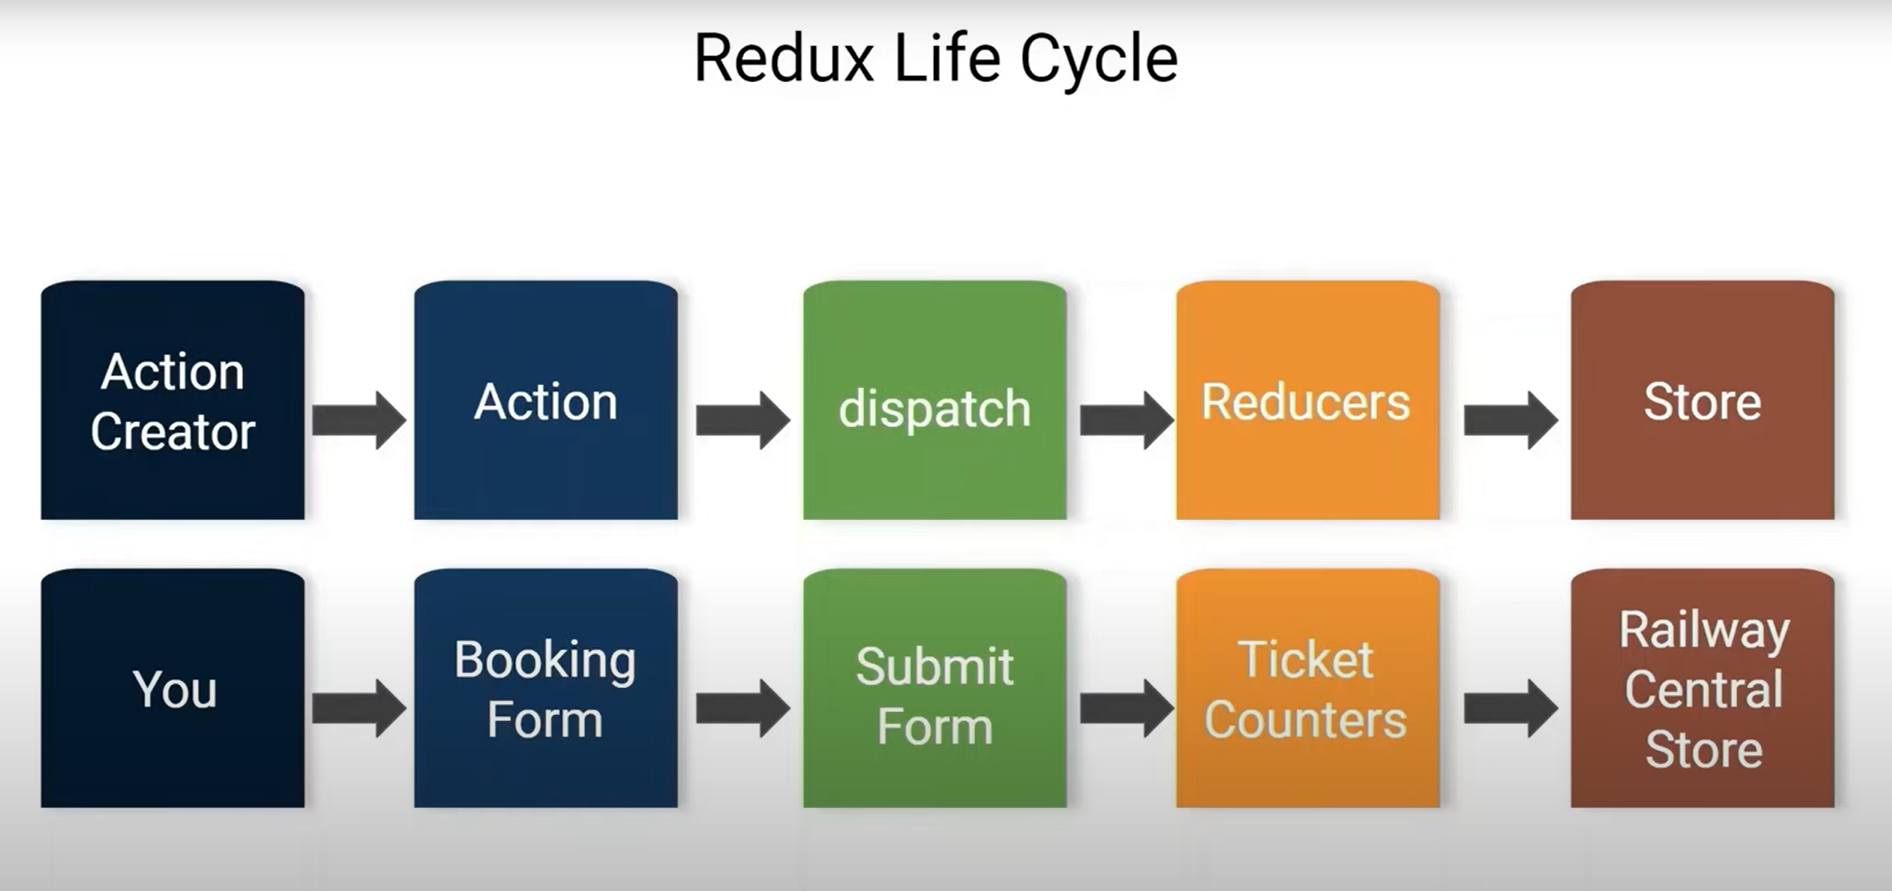 Redux Life Cycle
Action
Creator
Action
dispatch
Reducers
Store
You
Booking
Form
Submit
Form
Ticket
Counters
Railway
Central
Store